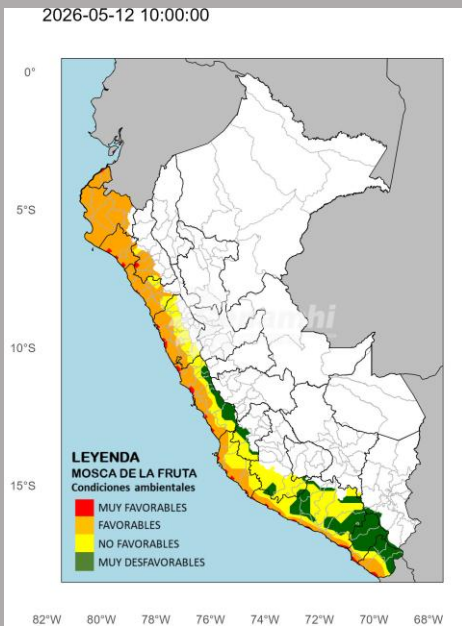 2026-05-12 10:00:00
0°
5°S
10°S
15°S
LEYENDA
MOSCA DE LA FRUTA
Condiciones ambientales
MUY FAVORABLES
FAVORABLES
NO FAVORABLES
MUY DESFAVORABLES
82°W 80°W 78°W 76°W 74°W 72°W 70°W 68°W